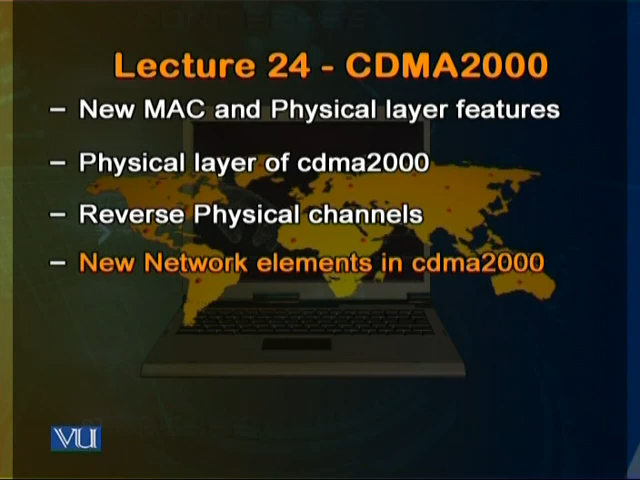 Lecture 24 - CDMA2000
– New MAC and Physical layer features
– Physical layer of cdma2000
– Reverse Physical channels
– New Network elements in cdma2000
VU